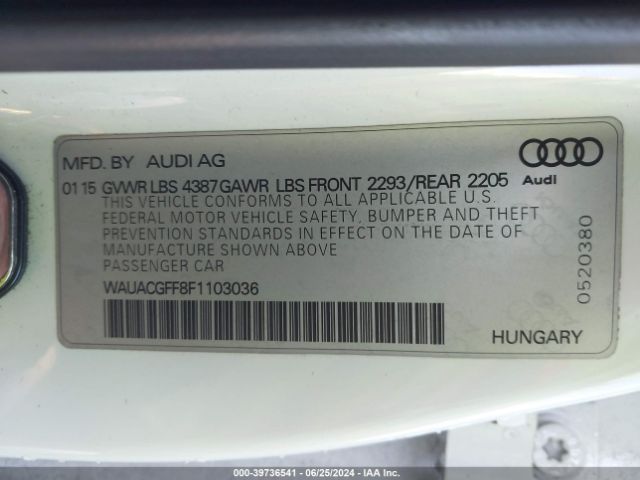 MFD. BY AUDI AG
01 15 GVWR LBS 4387 GAWR LBS FRONT 2293/REAR 2205
THIS VEHICLE CONFORMS TO ALL APPLICABLE U.S.
FEDERAL MOTOR VEHICLE SAFETY, BUMPER AND THEFT
PREVENTION STANDARDS IN EFFECT ON THE DATE OF
MANUFACTURE SHOWN ABOVE
PASSENGER CAR
WAUACGFF8F1103036
Audi
0520380
HUNGARY
000-39736541 / 06/25/2024 / IAA Inc.